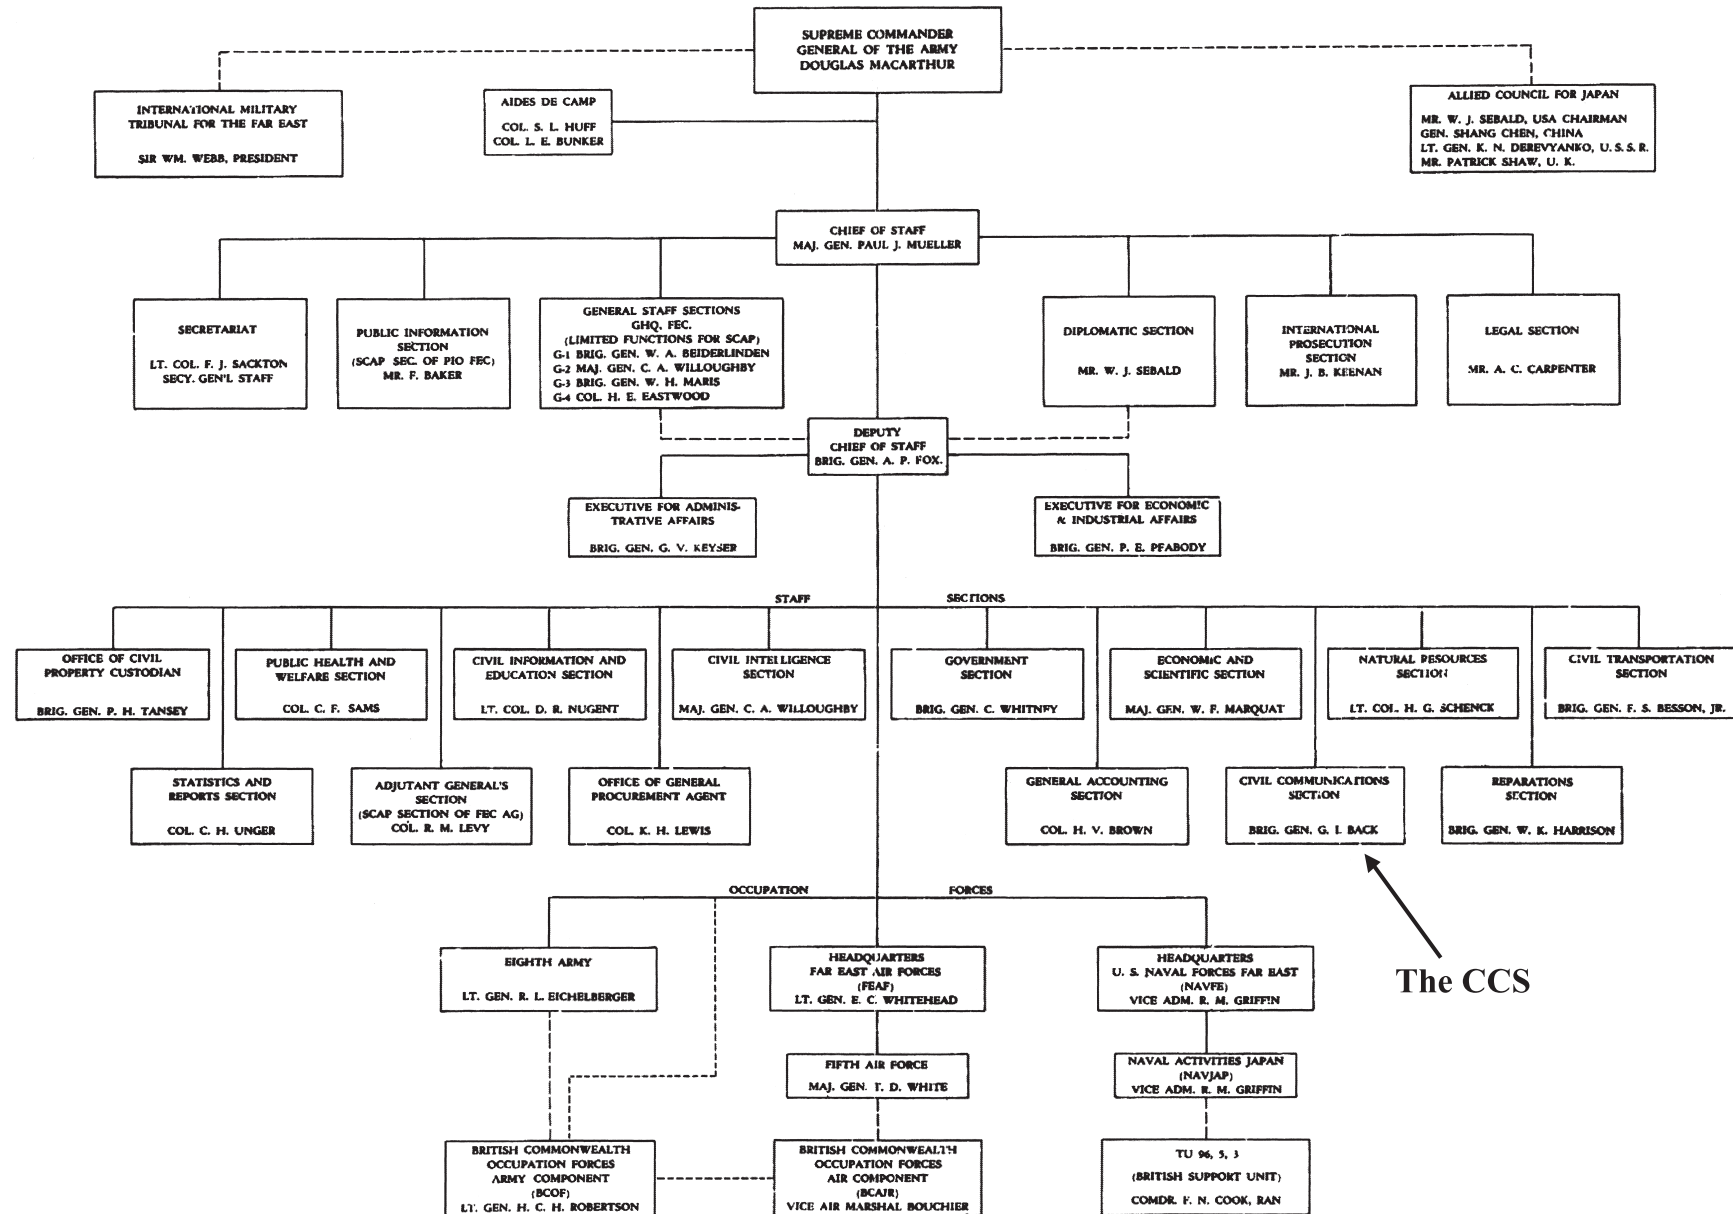 SUPREME COMMANDER
GENERAL OF THE ARMY
DOUGLAS MACARTHUR
INTERNATIONAL MILITARY
TRIBUNAL FOR THE FAR EAST
SIR WM. WEBB, PRESIDENT
AIDES DE CAMP
COL. S. L. HUFF
COL. L. E. BUNKER
ALLIED COUNCIL FOR JAPAN
MR. W. J. SEBALD, USA CHAIRMAN
GEN. SHANG CHEN, CHINA
LT. GEN. K. N. DEREVYANKO, U. S. S. R.
MR. PATRICK SHAW, U. K.
CHIEF OF STAFF
MAJ. GEN. PAUL J. MUELLER
SECRETARIAT
LT. COL. F. J. SACKTON
SECY. GEN'L STAFF
PUBLIC INFORMATION
SECTION
(SCAP SEC. OF PIO FEC)
MR. F. BAKER
GENERAL STAFF SECTIONS
GHQ, FEC.
(LIMITED FUNCTIONS FOR SCAP)
G-1 BRIG. GEN. W. A. BEIDERLINDEN
G-2 MAJ. GEN. C. A. WILLOUGHBY
G-3 BRIG. GEN. W. H. MARIS
G-4 COL. H. E. EASTWOOD
DIPLOMATIC SECTION
MR. W. J. SEBALD
INTERNATIONAL
PROSECUTION
SECTION
MR. J. B. KEENAN
LEGAL SECTION
MR. A. C. CARPENTER
DEPUTY
CHIEF OF STAFF
BRIG. GEN. A. P. FOX.
EXECUTIVE FOR ADMINIS-
TRATIVE AFFAIRS
BRIG. GEN. G. V. KEYSER
EXECUTIVE FOR ECONOMIC
& INDUSTRIAL AFFAIRS
BRIG. GEN. P. E. PEABODY
STAFF SECTIONS
OFFICE OF CIVIL
PROPERTY CUSTODIAN
BRIG. GEN. P. H. TANSEY
PUBLIC HEALTH AND
WELFARE SECTION
COL. C. F. SAMS
CIVIL INFORMATION AND
EDUCATION SECTION
LT. COL. D. R. NUGENT
CIVIL INTELLIGENCE
SECTION
MAJ. GEN. C. A. WILLOUGHBY
GOVERNMENT
SECTION
BRIG. GEN. C. WHITNEY
ECONOMIC AND
SCIENTIFIC SECTION
MAJ. GEN. W. F. MARQUAT
NATURAL RESOURCES
SECTION
LT. COL. H. G. SCHENCK
CIVIL TRANSPORTATION
SECTION
BRIG. GEN. F. S. BESSON, JR.
STATISTICS AND
REPORTS SECTION
COL. C. H. UNGER
ADJUTANT GENERAL'S
SECTION
(SCAP SECTION OF FEC AG)
COL. R. M. LEVY
OFFICE OF GENERAL
PROCUREMENT AGENT
COL. K. H. LEWIS
GENERAL ACCOUNTING
SECTION
COL. H. V. BROWN
CIVIL COMMUNICATIONS
SECTION
BRIG. GEN. G. I. BACK
REPARATIONS
SECTION
BRIG. GEN. W. K. HARRISON
The CCS
OCCUPATION FORCES
EIGHTH ARMY
LT. GEN. R. L. EICHELBERGER
HEADQUARTERS
FAR EAST AIR FORCES
(FEAF)
LT. GEN. E. C. WHITEHEAD
HEADQUARTERS
U. S. NAVAL FORCES FAR EAST
(NAVFE)
VICE ADM. R. M. GRIFFIN
FIFTH AIR FORCE
MAJ. GEN. T. D. WHITE
NAVAL ACTIVITIES JAPAN
(NAVJAP)
VICE ADM. R. M. GRIFFIN
BRITISH COMMONWEALTH
OCCUPATION FORCES
ARMY COMPONENT
(BCOF)
LT. GEN. H. C. H. ROBERTSON
BRITISH COMMONWEALTH
OCCUPATION FORCES
AIR COMPONENT
(BCAIR)
VICE AIR MARSHAL BOUCHIER
TU 96, 5, 3
(BRITISH SUPPORT UNIT)
COMDR. F. N. COOK, RAN